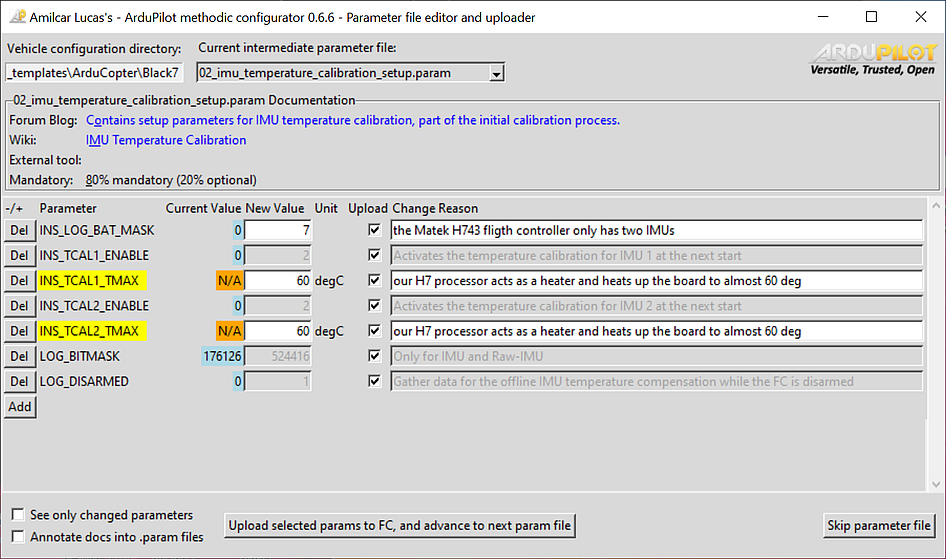 Amilcar Lucas's - ArduPilot methodic configurator 0.6.6 - Parameter file editor and uploader
Vehicle configuration directory: Current intermediate parameter file:
_templates\ArduCopter\Black7 02_imu_temperature_calibration_setup.param
ARDUPILOT
Versatile, Trusted, Open
02_imu_temperature_calibration_setup.param Documentation
Forum Blog: Contains setup parameters for IMU temperature calibration, part of the initial calibration process.
Wiki: IMU Temperature Calibration
External tool:
Mandatory: 80% mandatory (20% optional)
-/+ Parameter Current Value New Value Unit Upload Change Reason
Del INS_LOG_BAT_MASK 0 7 the Matek H743 fligth controller only has two IMUs
Del INS_TCAL1_ENABLE 0 2 Activates the temperature calibration for IMU 1 at the next start
Del INS_TCAL1_TMAX N/A 60 degC our H7 processor acts as a heater and heats up the board to almost 60 deg
Del INS_TCAL2_ENABLE 0 2 Activates the temperature calibration for IMU 2 at the next start
Del INS_TCAL2_TMAX N/A 60 degC our H7 processor acts as a heater and heats up the board to almost 60 deg
Del LOG_BITMASK 176126 524416 Only for IMU and Raw-IMU
Del LOG_DISARMED 0 1 Gather data for the offline IMU temperature compensation while the FC is disarmed
Add
See only changed parameters
Annotate docs into .param files
Upload selected params to FC, and advance to next param file
Skip parameter file